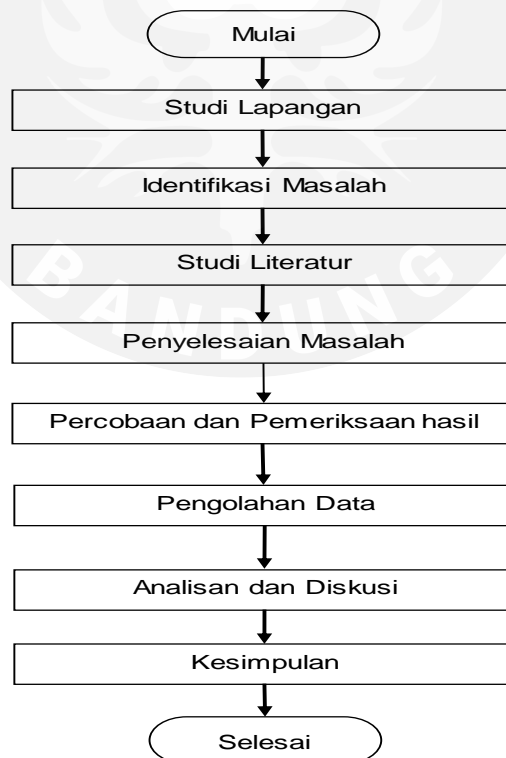 Mulai
Studi Lapangan
Identifikasi Masalah
Studi Literatur
BANDUNG
Penyelesaian Masalah
Percobaan dan Pemeriksaan hasil
Pengolahan Data
Analisan dan Diskusi
Kesimpulan
Selesai